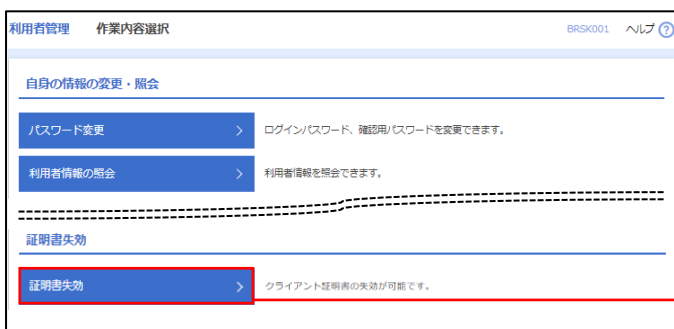 利用者管理 作業内容選択 BRSK001 ヘルプ ?
自身の情報の変更・照会
パスワード変更 ログインパスワード、確認用パスワードを変更できます。
利用者情報の照会 利用者情報を照会できます。
証明書失効
証明書失効 クライアント証明書の失効が可能です。